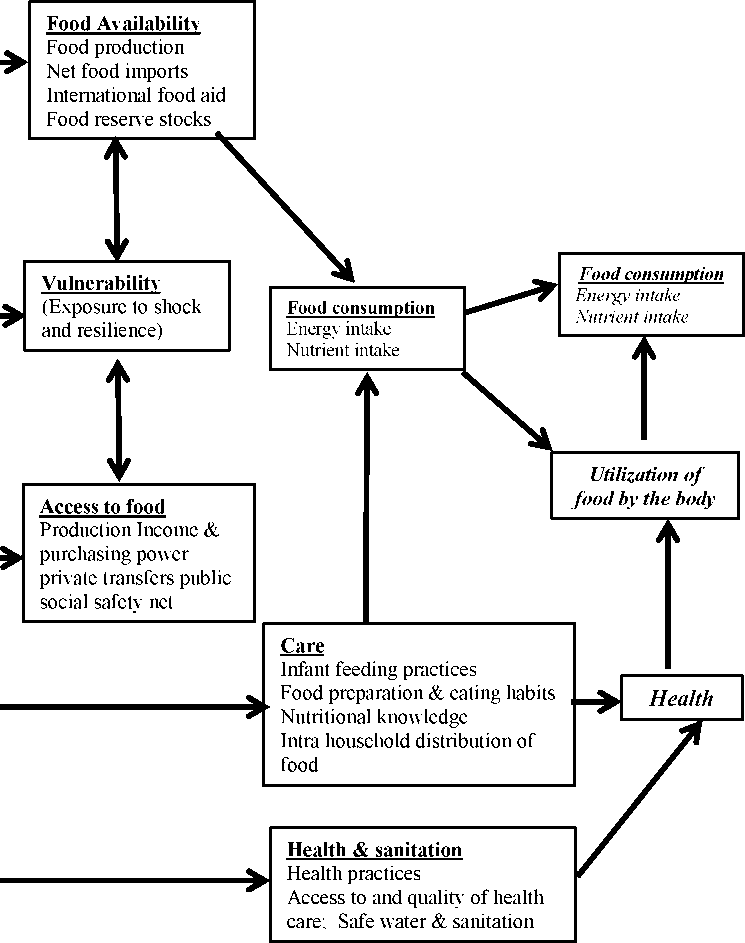 Food Availability
Food production
Net food imports
International food aid
Food reserve stocks
Vulnerability
(Exposure to shock
and resilience)
Food consumption
Energy intake
Nutrient intake
Food consumption
Energy intake
Nutrient intake
Utilization of
food by the body
Access to food
Production Income &
purchasing power
private transfers public
social safety net
Care
Infant feeding practices
Food preparation & eating habits
Nutritional knowledge
Intra household distribution of
food
Health
Health & sanitation
Health practices
Access to and quality of health
care; Safe water & sanitation